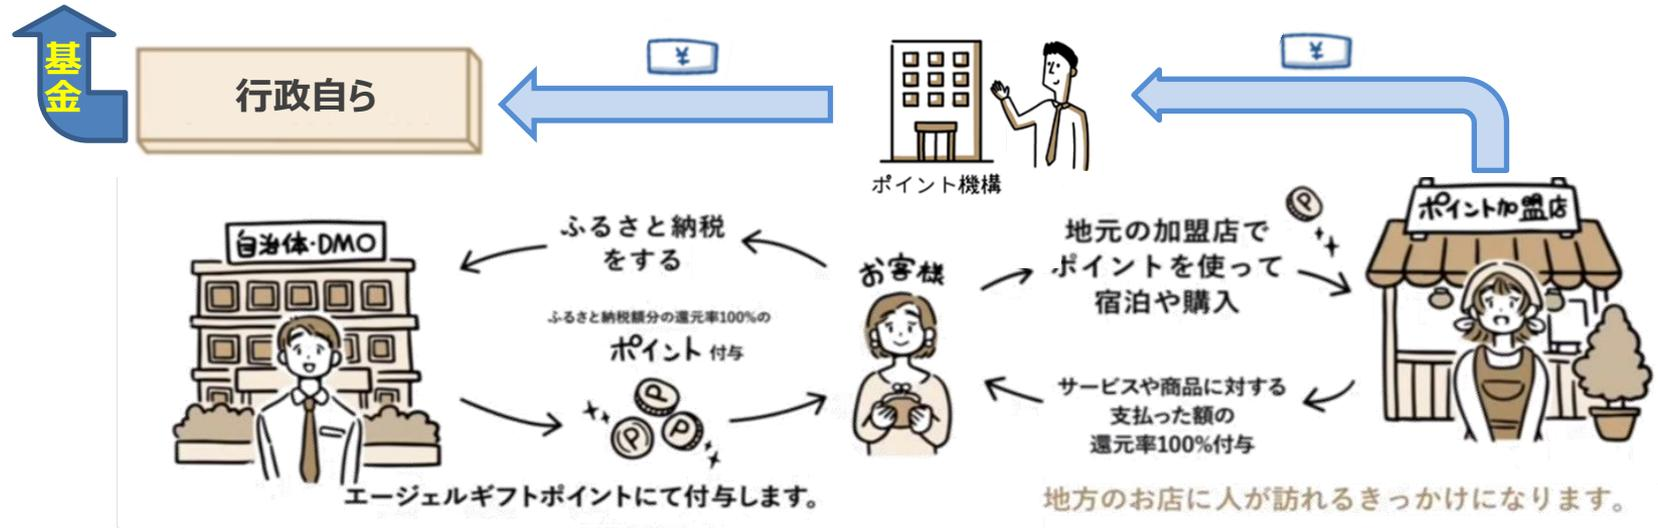 基
金
行政自ら
¥
¥
ポイント機構
自治体・DMO
ふるさと納税
をする
お客様
地元の加盟店で
ポイントを使って
宿泊や購入
P
ポイント加盟店
ふるさと納税額分の還元率100%の
ポイント 付与
P
P
P
サービスや商品に対する
支払った額の
還元率100%付与
エージェルギフトポイントにて付与します。
地方のお店に人が訪れるきっかけになります。